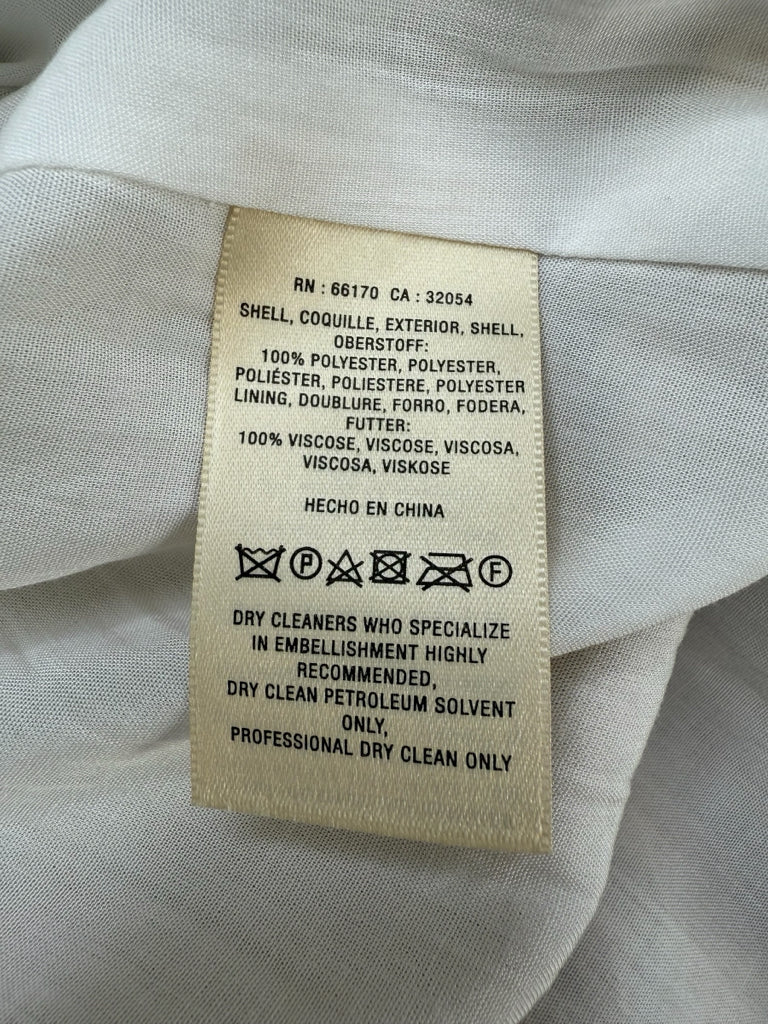 RN : 66170 CA : 32054
SHELL, COQUILLE, EXTERIOR, SHELL,
OBERSTOFF:
100% POLYESTER, POLYESTER,
POLIÉSTER, POLIESTERE, POLYESTER
LINING, DOUBLURE, FORRO, FODERA,
FUTTER:
100% VISCOSE, VISCOSE, VISCOSA,
VISCOSA, VISKOSE
HECHO EN CHINA
P F
DRY CLEANERS WHO SPECIALIZE
IN EMBELLISHMENT HIGHLY
RECOMMENDED,
DRY CLEAN PETROLEUM SOLVENT
ONLY,
PROFESSIONAL DRY CLEAN ONLY